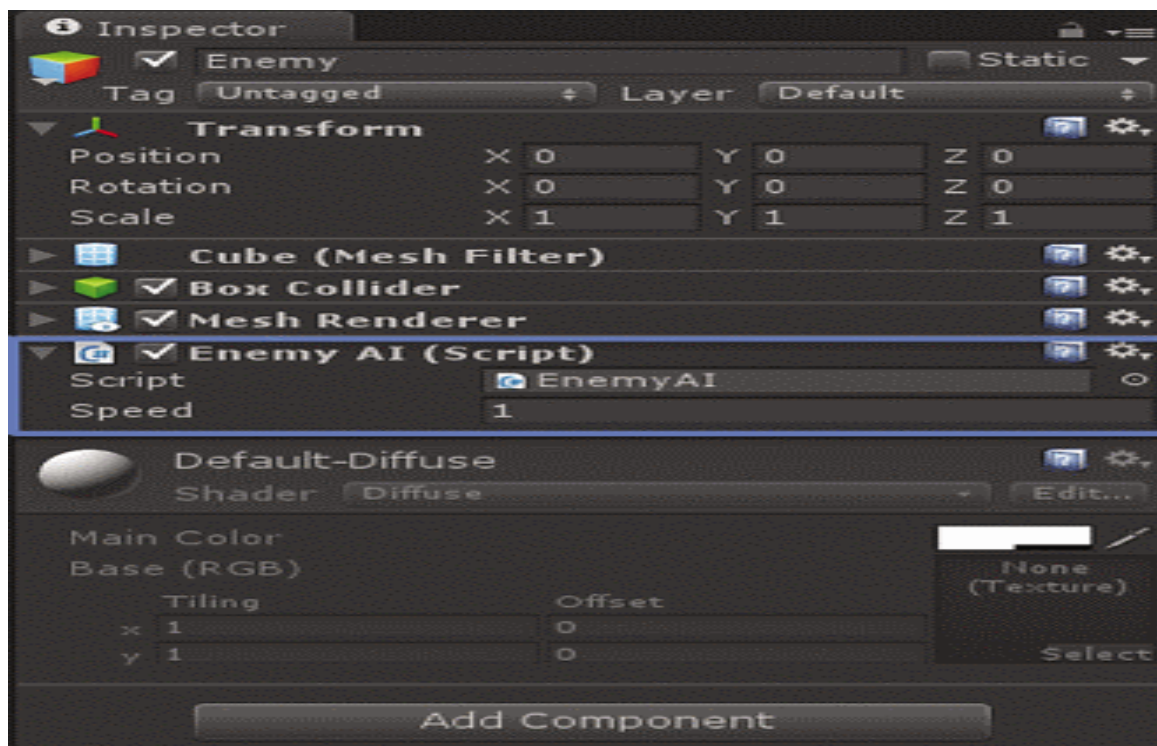 Inspector
Enemy Static
Tag Untagged Layer Default
Transform
Position X 0 Y 0 Z 0
Rotation X 0 Y 0 Z 0
Scale X 1 Y 1 Z 1
Cube (Mesh Filter)
Box Collider
Mesh Renderer
Enemy AI (Script)
Script EnemyAI
Speed 1
Default-Diffuse
Shader Diffuse Edit...
Main Color
Base (RGB) None
(Texture)
Tiling Offset
x 1 0
y 1 0 Select
Add Component